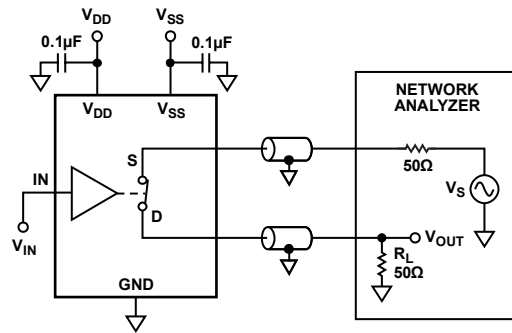 VDD
VSS
0.1µF
0.1µF
VDD
VSS
NETWORK
ANALYZER
S
50Ω
IN
VS
D
VIN
VOUT
RL
50Ω
GND